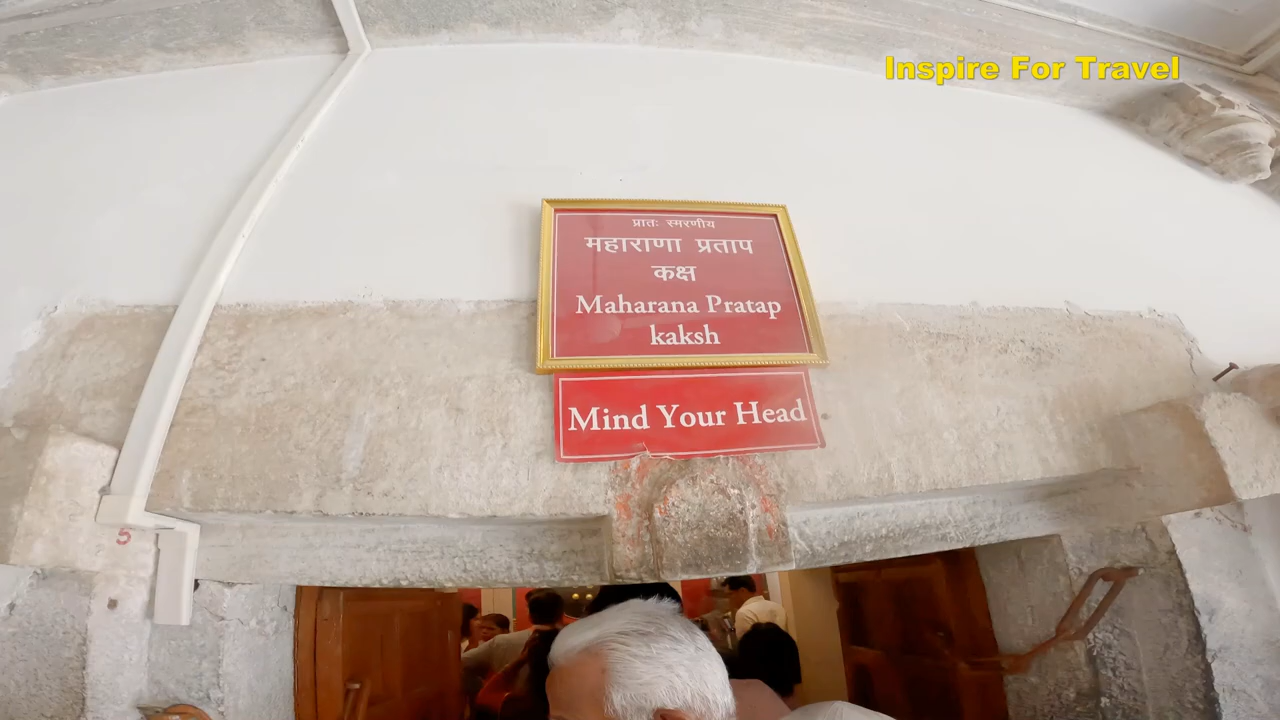 Inspire For Travel
प्रातः स्मरणीय
महाराणा प्रताप
कक्ष
Maharana Pratap
kaksh
Mind Your Head
5